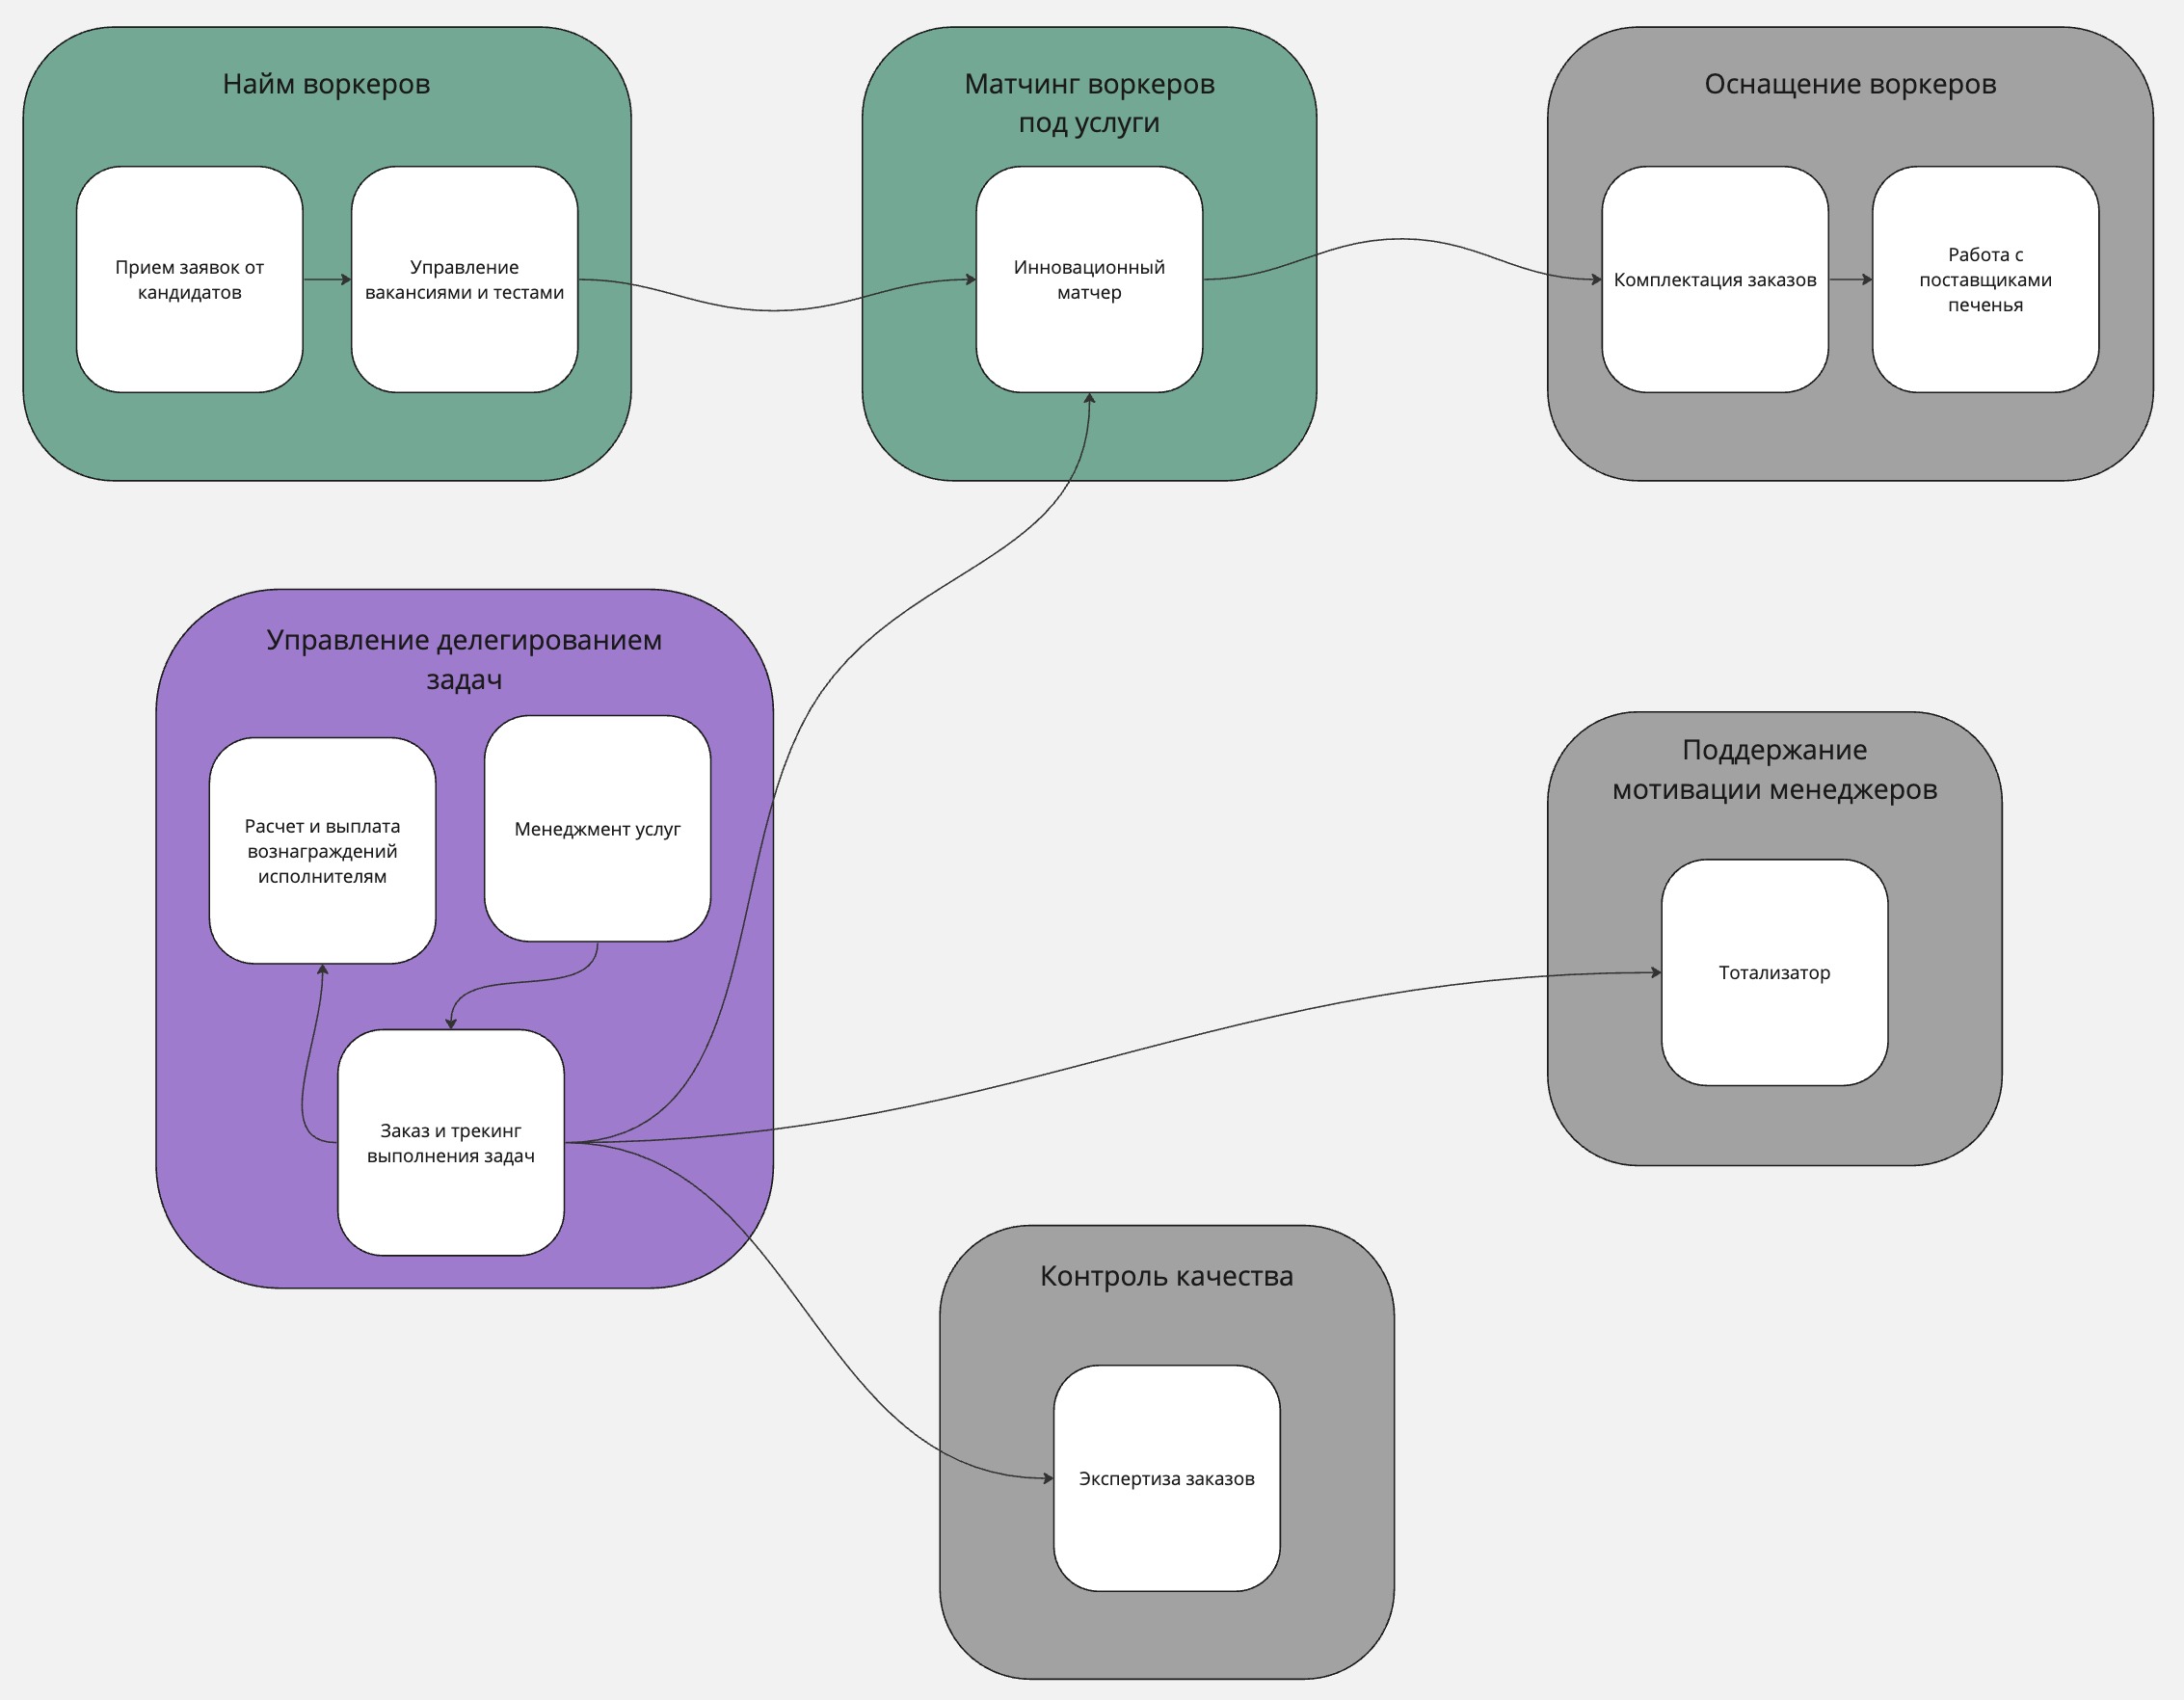 Найм воркеров
Прием заявок от
кандидатов
Управление
вакансиями и тестами
Матчинг воркеров
под услуги
Инновационный
матчер
Оснащение воркеров
Комплектация заказов
Работа с
поставщиками
печенья
Управление делегированием
задач
Расчет и выплата
вознаграждений
исполнителям
Менеджмент услуг
Заказ и трекинг
выполнения задач
Поддержание
мотивации менеджеров
Тотализатор
Контроль качества
Экспертиза заказов